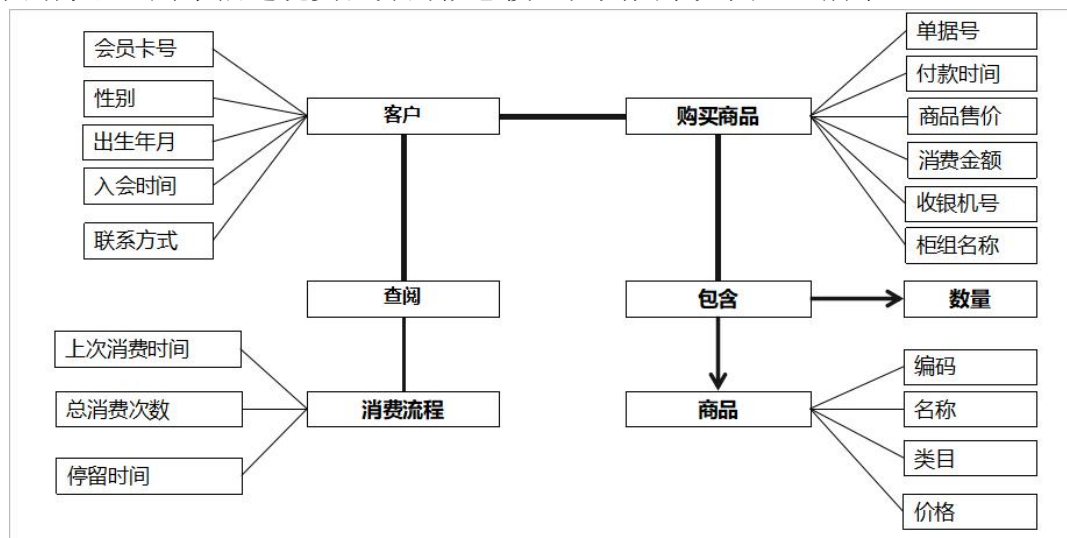 会员卡号
性别
出生年月
入会时间
联系方式
客户
购买商品
单据号
付款时间
商品售价
消费金额
收银机号
柜组名称
查阅
包含
数量
上次消费时间
总消费次数
停留时间
消费流程
商品
编码
名称
类目
价格